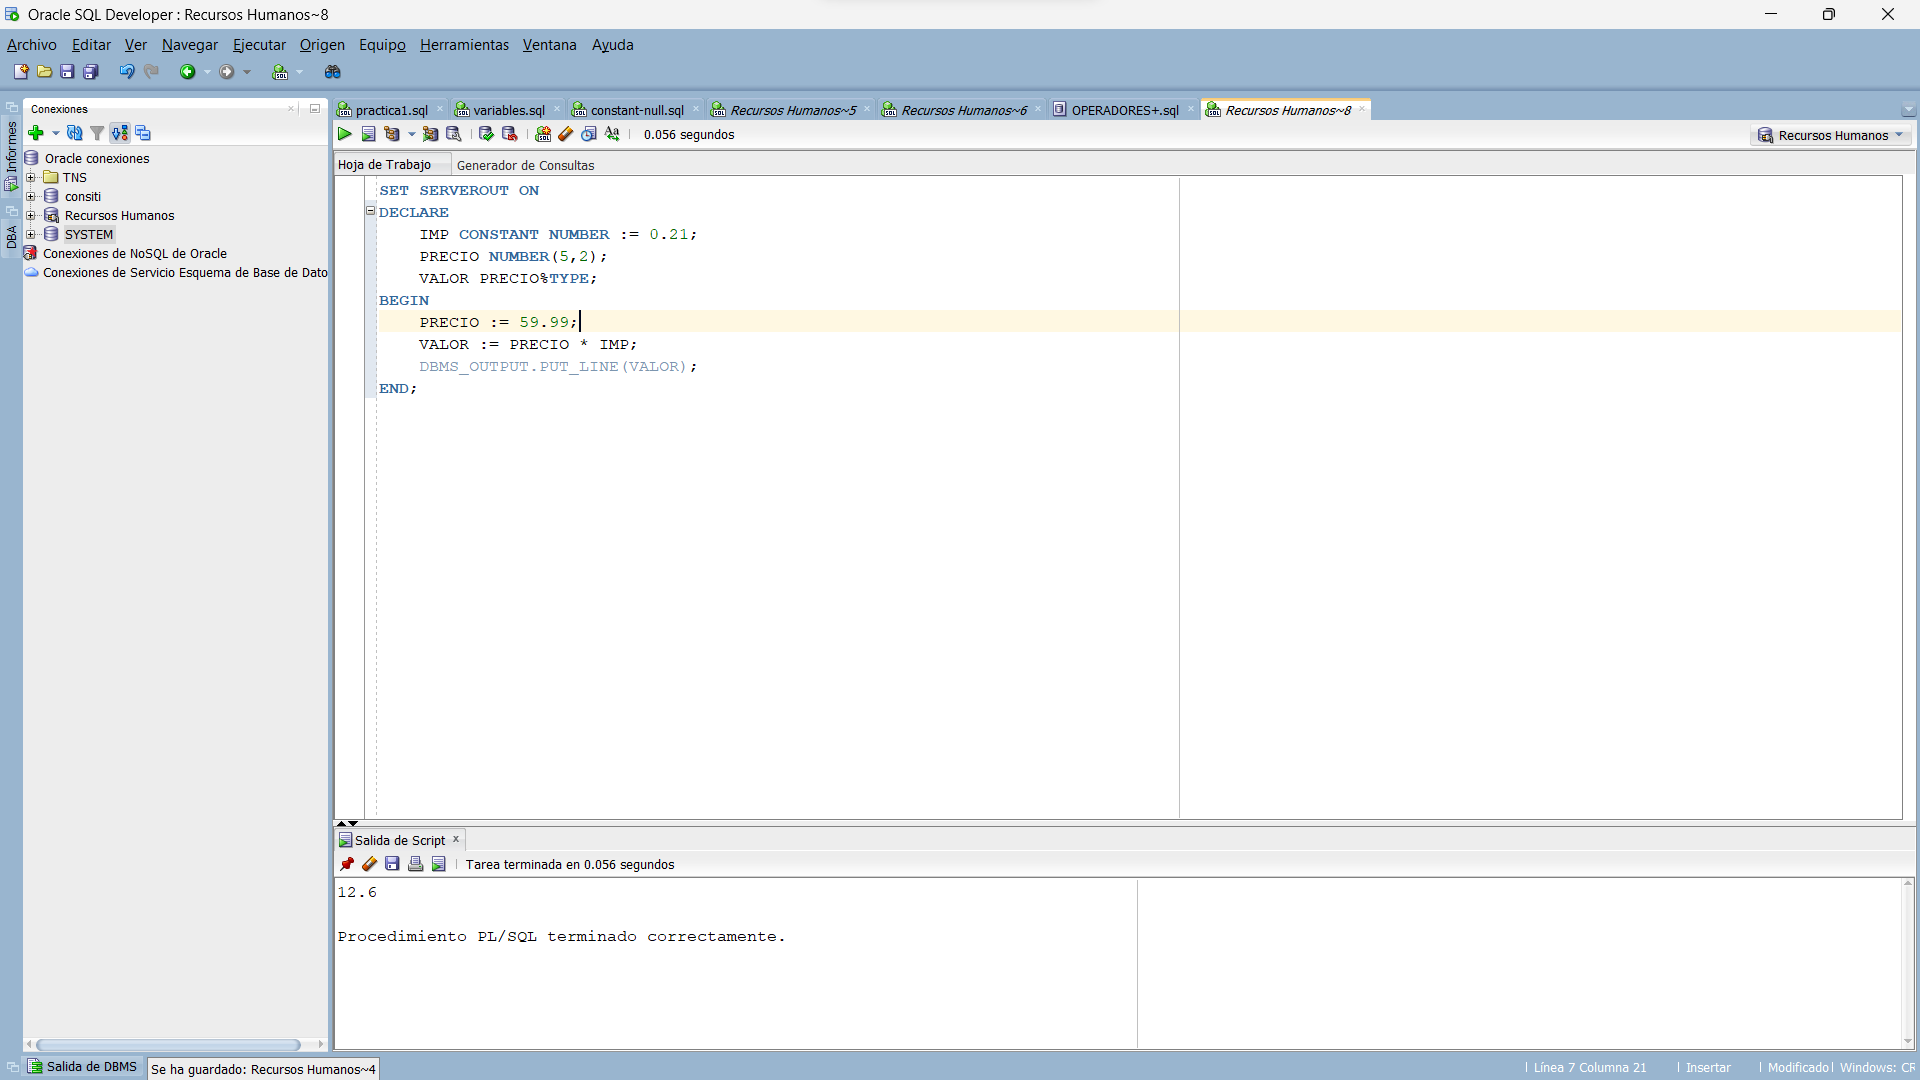 Oracle SQL Developer : Recursos Humanos~8
Archivo Editar Ver Navegar Ejecutar Origen Equipo Herramientas Ventana Ayuda
Informes
DBA
Conexiones
Oracle conexiones
TNS
consiti
Recursos Humanos
SYSTEM
Conexiones de NoSQL de Oracle
Conexiones de Servicio Esquema de Base de Dato
practica1.sql variables.sql constant-null.sql Recursos Humanos~5 Recursos Humanos~6 OPERADORES+.sql Recursos Humanos~8
0.056 segundos
Recursos Humanos
Hoja de Trabajo Generador de Consultas
SET SERVEROUT ON
DECLARE
IMP CONSTANT NUMBER := 0.21;
PRECIO NUMBER(5,2);
VALOR PRECIO%TYPE;
BEGIN
PRECIO := 59.99;
VALOR := PRECIO * IMP;
DBMS_OUTPUT.PUT_LINE(VALOR);
END;
Salida de Script
Tarea terminada en 0.056 segundos
12.6
Procedimiento PL/SQL terminado correctamente.
Salida de DBMS
Se ha guardado: Recursos Humanos~4
Línea 7 Columna 21 Insertar Modificado Windows: CR